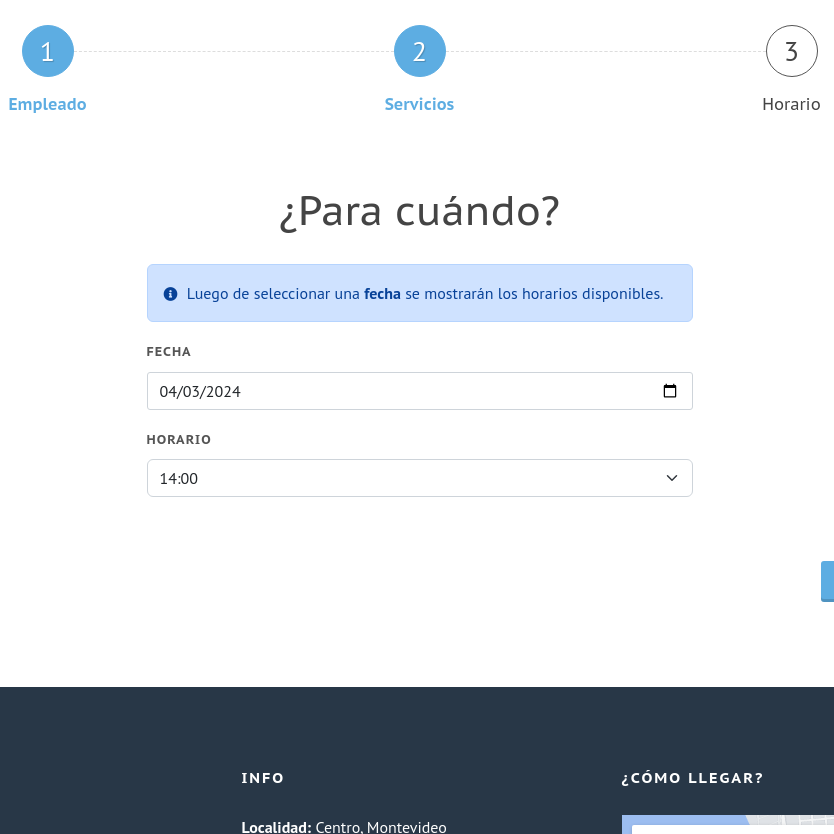 1
2
3
Empleado
Servicios
Horario
¿Para cuándo?
Luego de seleccionar una fecha se mostrarán los horarios disponibles.
FECHA
04/03/2024
HORARIO
14:00
INFO
¿CÓMO LLEGAR?
Localidad: Centro, Montevideo